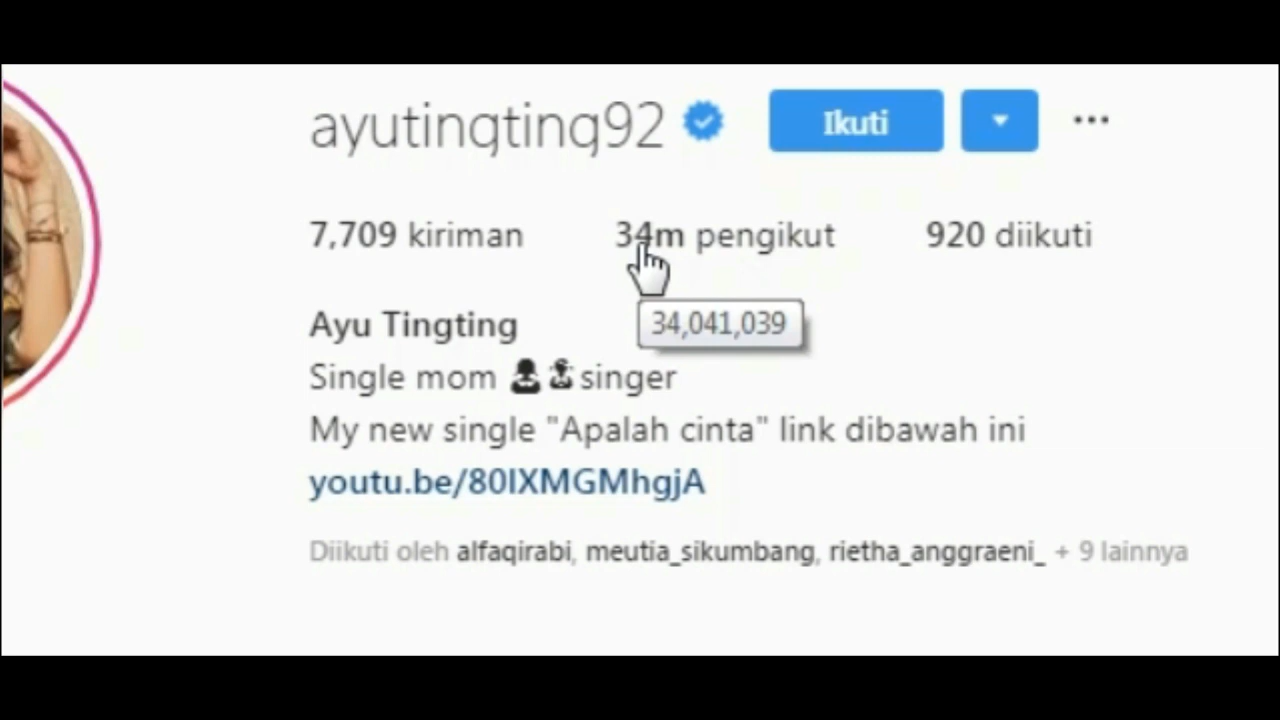 ayutingting92 Ikuti
7,709 kiriman 34m pengikut 920 diikuti
34,041,039
Ayu Tingting
Single mom singer
My new single "Apalah cinta" link dibawah ini
youtu.be/80IXMGMhgjA
Diikuti oleh alfaqirabi, meutia_sikumbang, rietha_anggraeni_ + 9 lainnya